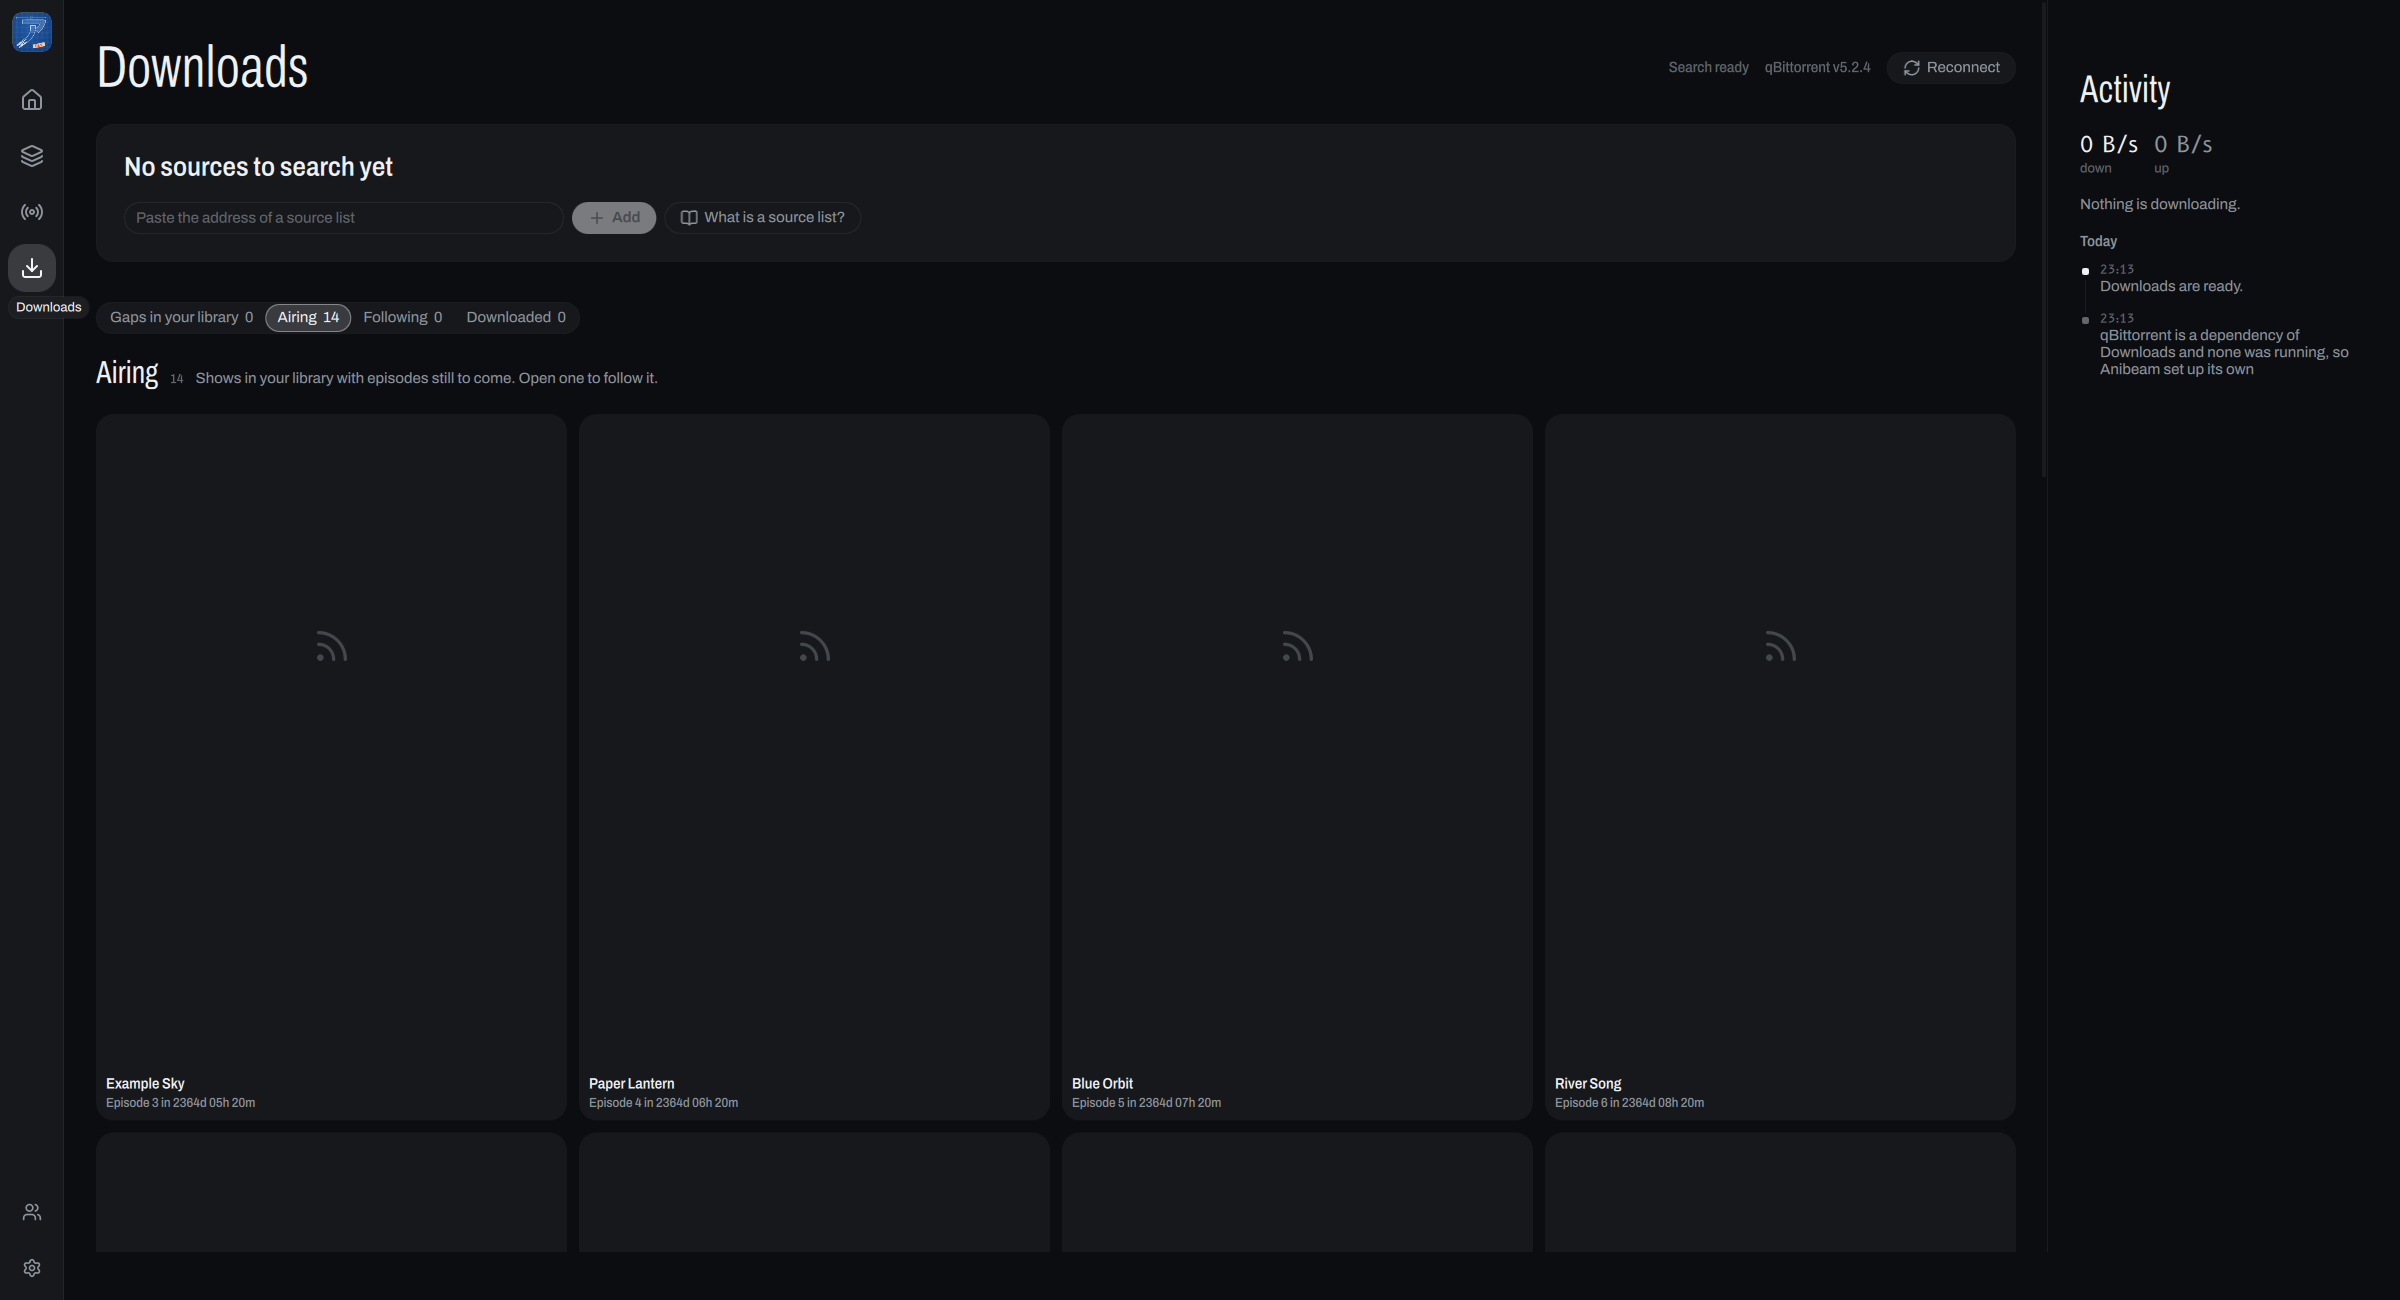 Downloads
Search ready
qBittorrent v5.2.4
Reconnect
No sources to search yet
Paste the address of a source list
Add
What is a source list?
Downloads
Gaps in your library 0
Airing 14
Following 0
Downloaded 0
Airing 14 Shows in your library with episodes still to come. Open one to follow it.
Example Sky
Episode 3 in 2364d 05h 20m
Paper Lantern
Episode 4 in 2364d 06h 20m
Blue Orbit
Episode 5 in 2364d 07h 20m
River Song
Episode 6 in 2364d 08h 20m
Activity
0 B/s 0 B/s
down up
Nothing is downloading.
Today
23:13
Downloads are ready.
23:13
qBittorrent is a dependency of
Downloads and none was running, so
Anibeam set up its own